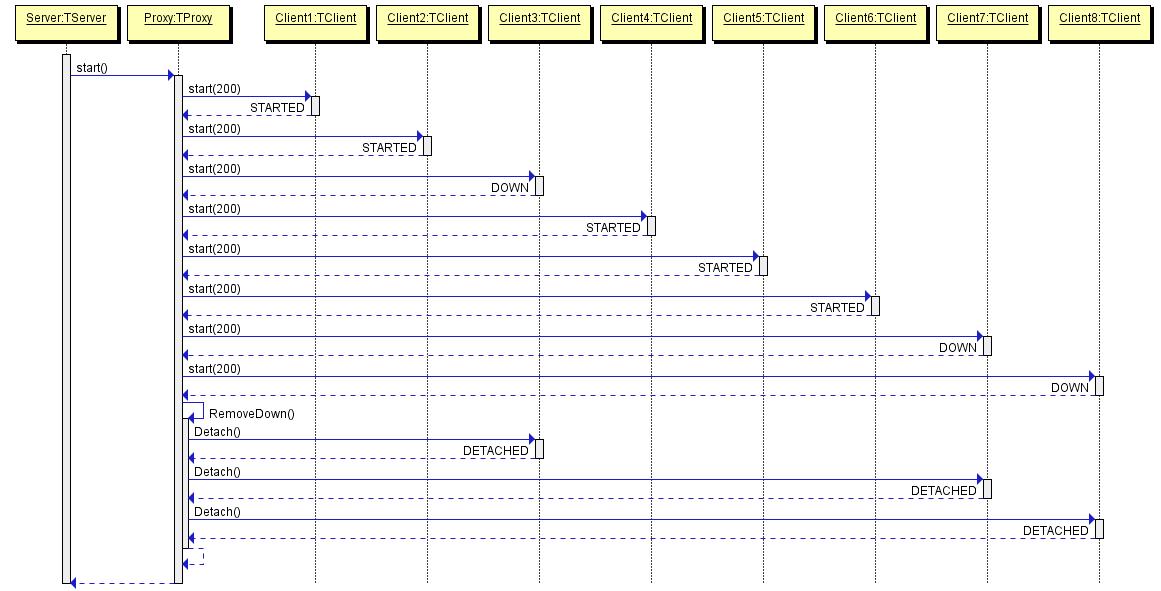 Server:TServer
Proxy:TProxy
Client1:TClient
Client2:TClient
Client3:TClient
Client4:TClient
Client5:TClient
Client6:TClient
Client7:TClient
Client8:TClient
start()
start(200)
STARTED
start(200)
STARTED
start(200)
DOWN
start(200)
STARTED
start(200)
STARTED
start(200)
STARTED
start(200)
DOWN
start(200)
DOWN
RemoveDown()
Detach()
DETACHED
Detach()
DETACHED
Detach()
DETACHED